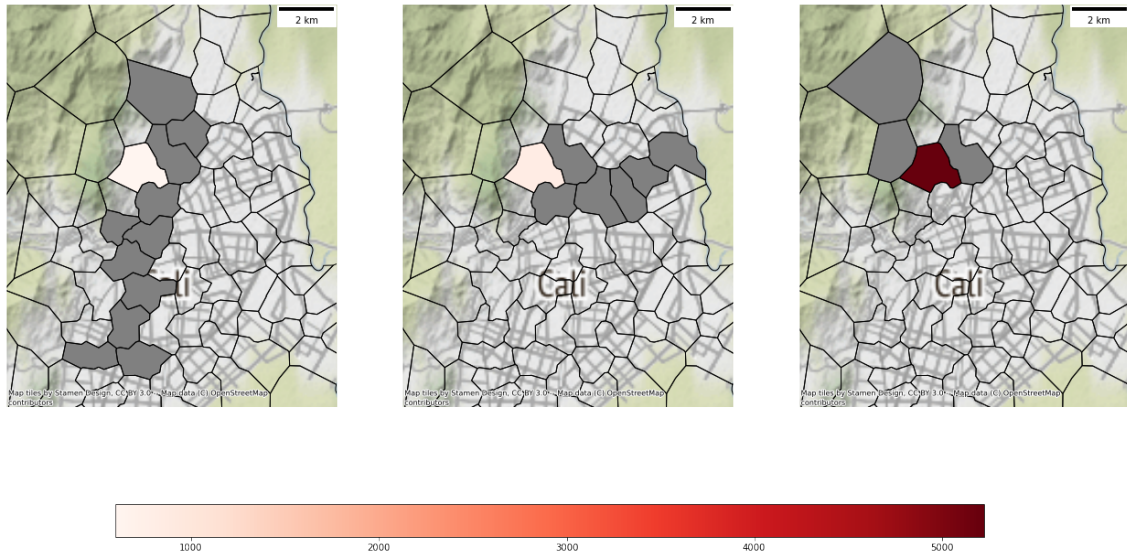 2 km
2 km
2 km
Cali
Cali
Cali
Map tiles by Stamen Design, CC BY 3.0 -- Map data (C) OpenStreetMap
contributors
Map tiles by Stamen Design, CC BY 3.0 -- Map data (C) OpenStreetMap
contributors
Map tiles by Stamen Design, CC BY 3.0 -- Map data (C) OpenStreetMap
contributors
1000 2000 3000 4000 5000